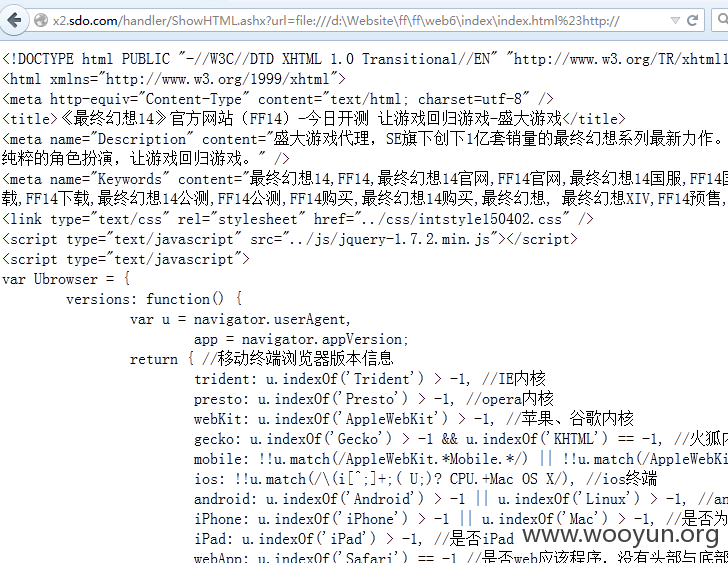 x2.sdo.com/handler/ShowHTML.ashx?url=file:///d:\Website\ff\ff\web6\index\index.html%23http://
<!DOCTYPE html PUBLIC "-//W3C//DTD XHTML 1.0 Transitional//EN" "http://www.w3.org/TR/xhtml1
<html xmlns="http://www.w3.org/1999/xhtml">
<meta http-equiv="Content-Type" content="text/html; charset=utf-8" />
<title>《最终幻想14》官方网站（FF14）-今日开测 让游戏回归游戏-盛大游戏</title>
<meta name="Description" content="盛大游戏代理，SE旗下创下1亿套销量的最终幻想系列最新力作。
纯粹的角色扮演，让游戏回归游戏。" />
<meta name="Keywords" content="最终幻想14,FF14,最终幻想14官网,FF14官网,最终幻想14国服,FF14国
载,FF14下载,最终幻想14公测,FF14公测,FF14购买,最终幻想14购买,最终幻想, 最终幻想XIV,FF14预售,
<link type="text/css" rel="stylesheet" href="../css/intstyle150402.css" />
<script type="text/javascript" src="../js/jquery-1.7.2.min.js"></script>
<script type="text/javascript">
var Ubrowser = {
versions: function() {
var u = navigator.userAgent,
app = navigator.appVersion;
return { //移动终端浏览器版本信息
trident: u.indexOf('Trident') > -1, //IE内核
presto: u.indexOf('Presto') > -1, //opera内核
webKit: u.indexOf('AppleWebKit') > -1, //苹果、谷歌内核
gecko: u.indexOf('Gecko') > -1 && u.indexOf('KHTML') == -1, //火狐内
mobile: !!u.match(/AppleWebKit.*Mobile.*/) || !!u.match(/AppleWebKi
ios: !!u.match(/\(i[^;]+;( U;)? CPU.+Mac OS X/), //ios终端
android: u.indexOf('Android') > -1 || u.indexOf('Linux') > -1, //an
iPhone: u.indexOf('iPhone') > -1 || u.indexOf('Mac') > -1, //是否为
iPad: u.indexOf('iPad') > -1, //是否iPad
webApp: u.indexOf('Safari') == -1 //是否web应该程序，没有头部与底部
www.wooyun.org